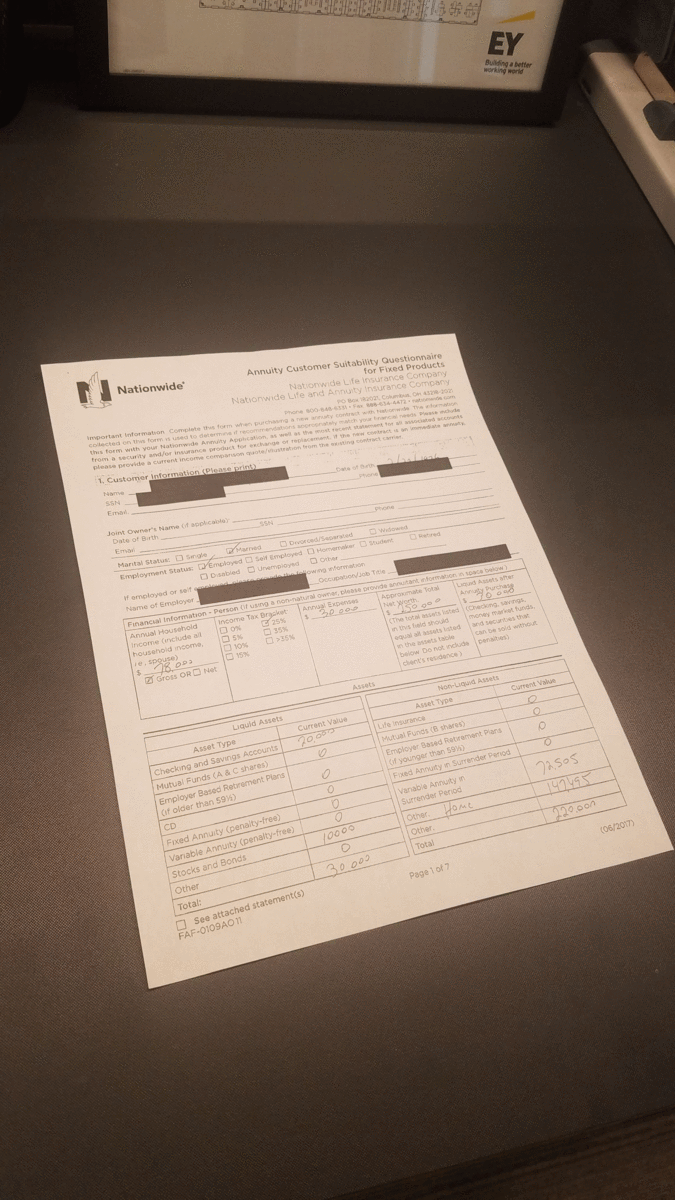 EY
Building a better
working world
Nationwide®
Annuity Customer Suitability Questionnaire
for Fixed Products
Nationwide Life Insurance Company
Nationwide Life and Annuity Insurance Company
PO Box 182021, Columbus, OH 43218-2021
Phone: 800-848-6331 • Fax: 888-634-4472 • nationwide.com
Important Information. Complete this form when purchasing a new annuity contract with Nationwide. The information
collected on this form is used to determine if recommendations appropriately match your financial needs. Please include
this form with your Nationwide Annuity Application, as well as the most recent statement for all associated accounts
from a security and/or insurance product for exchange or replacement. If the new contract is an immediate annuity,
please provide a current income comparison quote/illustration from the existing contract carrier.
1. Customer Information (Please print)
Name
Date of Birth
SSN
Phone
Email
Joint Owner's Name (if applicable)
Date of Birth SSN Phone
Email
Marital Status: Single Married Divorced/Separated Widowed
Employment Status: Employed Self Employed Homemaker Student Retired
Disabled Unemployed Other
If employed or self following information
Name of Employer Occupation/Job Title
Financial Information - Person (if using a non-natural owner, please provide annuitant information in space below.)
Annual Household
Income (include all
household income,
i.e., spouse)
$ 78,000
Gross OR Net
Income Tax Bracket
0% 25%
5% 35%
10% >35%
15%
Annual Expenses
$ 30 000
Approximate Total
Net Worth
$ 250 000
(The total assets listed
in this field should
equal all assets listed
in the assets table
below. Do not include
client's residence.)
Liquid Assets after
Annuity Purchase
$ 20 000
(Checking, savings,
money market funds,
and securities that
can be sold without
penalties)
Assets
Liquid Assets
Asset Type Current Value
Checking and Savings Accounts 20,000
Mutual Funds (A & C shares) 0
Employer Based Retirement Plans
(if older than 59½) 0
CD 0
Fixed Annuity (penalty-free) 0
Variable Annuity (penalty-free) 0
Stocks and Bonds 10000
Other 0
Total: 30 000
Non-Liquid Assets
Asset Type Current Value
Life Insurance 0
Mutual Funds (B shares) 0
Employer Based Retirement Plans
(if younger than 59½) 0
Fixed Annuity in Surrender Period 0
Variable Annuity in
Surrender Period 72,505
Other Home 147495
Other
Total 220,000
See attached statement(s)
FAF-0109AO.11
Page 1 of 7
(06/2017)